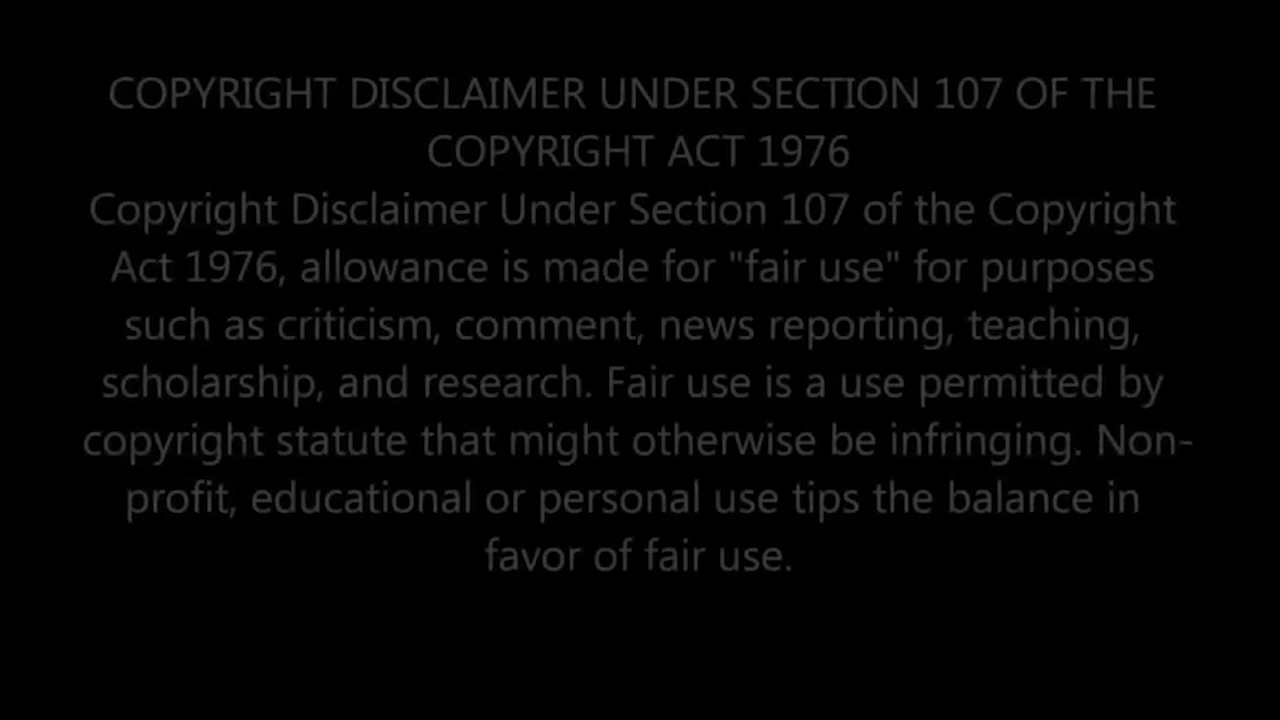 COPYRIGHT DISCLAIMER UNDER SECTION 107 OF THE
COPYRIGHT ACT 1976
Copyright Disclaimer Under Section 107 of the Copyright
Act 1976, allowance is made for "fair use" for purposes
such as criticism, comment, news reporting, teaching,
scholarship, and research. Fair use is a use permitted by
copyright statute that might otherwise be infringing. Non-
profit, educational or personal use tips the balance in
favor of fair use.